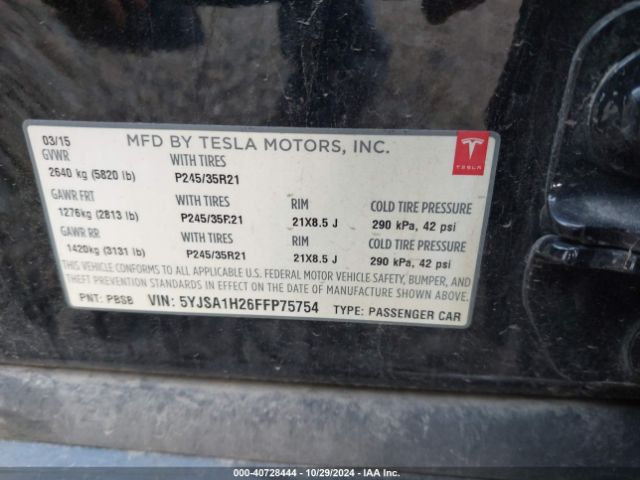 03/15 MFD BY TESLA MOTORS, INC.
GVWR WITH TIRES
2640 kg (5820 lb) P245/35R21
TESLA
GAWR FRT WITH TIRES RIM COLD TIRE PRESSURE
1276kg (2813 lb) P245/35R21 21X8.5 J 290 kPa, 42 psi
GAWR RR WITH TIRES RIM COLD TIRE PRESSURE
1420kg (3131 lb) P245/35R21 21X8.5 J 290 kPa, 42 psi
THIS VEHICLE CONFORMS TO ALL APPLICABLE U.S. FEDERAL MOTOR VEHICLE SAFETY, BUMPER, AND
THEFT PREVENTION STANDARDS IN EFFECT ON THE DATE OF MANUFACTURE SHOWN ABOVE.
PNT: PBSB VIN: 5YJSA1H26FFP75754 TYPE: PASSENGER CAR
000-40728444 - 10/29/2024 - IAA Inc.